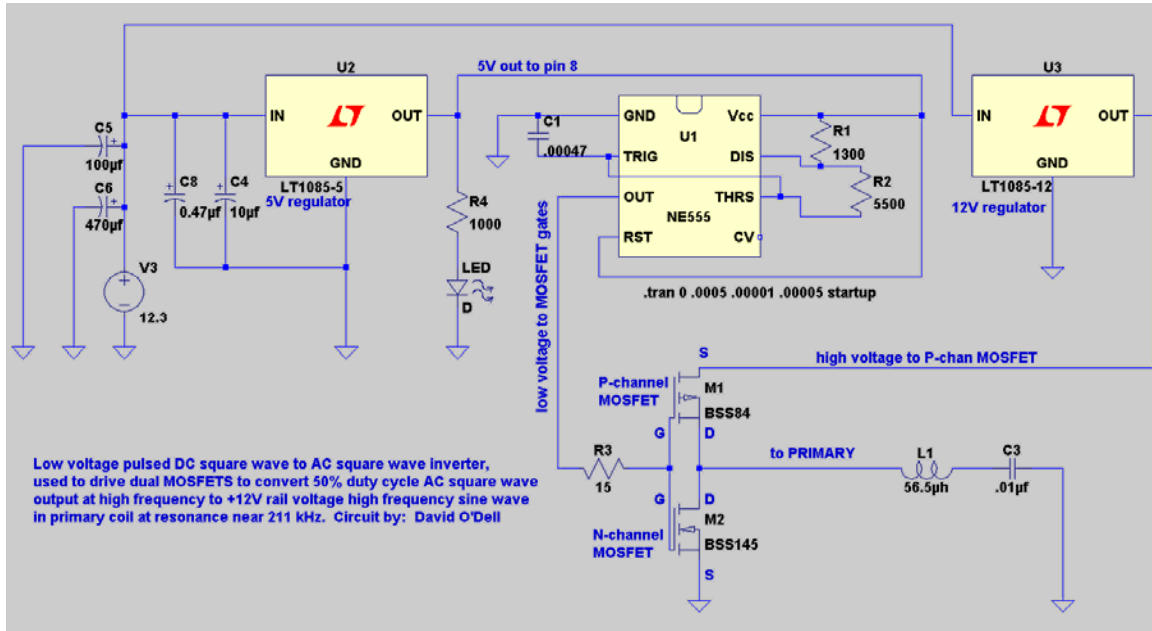 U2
5V out to pin 8
U3
IN
OUT
GND
LT1085-5
5V regulator
C5
100µf
C6
470µf
C8
0.47µf
C4
10µf
V3
12.3
R4
1000
LED
D
C1
.00047
GND
Vcc
U1
TRIG
DIS
OUT
THRS
NE555
RST
CV
R1
1300
R2
5500
IN
OUT
GND
LT1085-12
12V regulator
.tran 0 .0005 .00001 .00005 startup
low voltage to MOSFET gates
S
high voltage to P-chan MOSFET
P-channel
MOSFET
M1
BSS84
G
D
R3
15
to PRIMARY
L1
56.5µh
C3
.01µf
G
D
N-channel
MOSFET
M2
BSS145
S
Low voltage pulsed DC square wave to AC square wave inverter,
used to drive dual MOSFETS to convert 50% duty cycle AC square wave
output at high frequency to +12V rail voltage high frequency sine wave
in primary coil at resonance near 211 kHz.  Circuit by:  David O'Dell